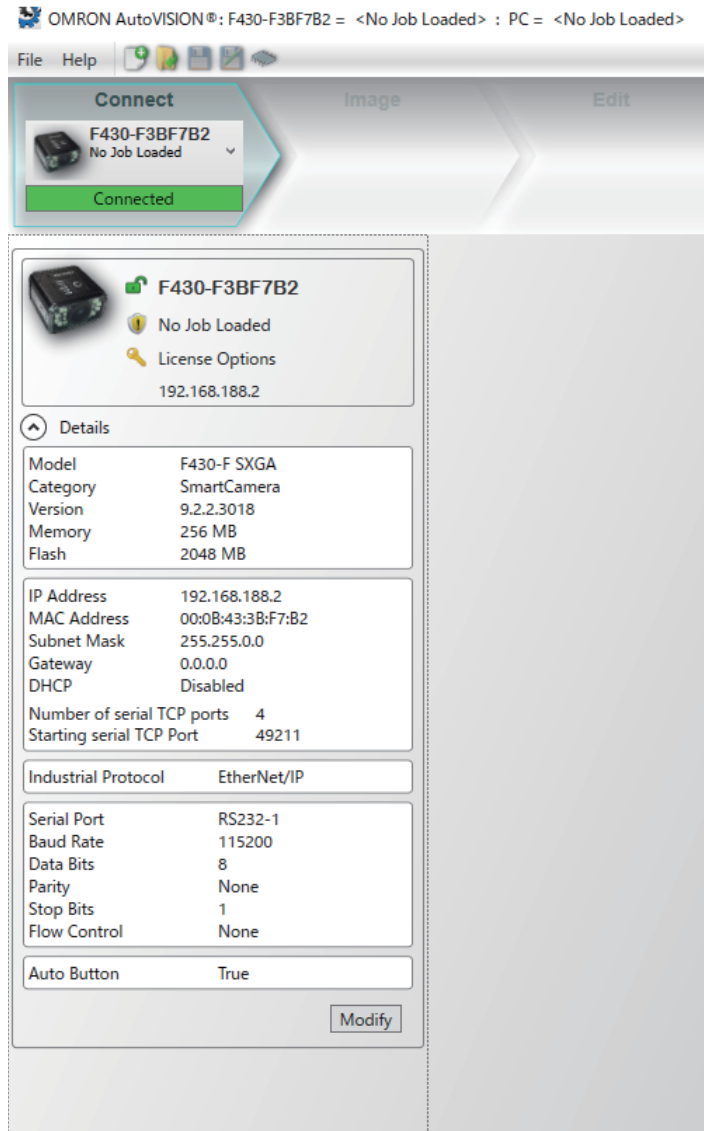 OMRON AutoVISION®: F430-F3BF7B2 = <No Job Loaded> : PC = <No Job Loaded>
File Help
Connect Image Edit
F430-F3BF7B2
No Job Loaded
Connected
F430-F3BF7B2
No Job Loaded
License Options
192.168.188.2
Details
Model F430-F SXGA
Category SmartCamera
Version 9.2.2.3018
Memory 256 MB
Flash 2048 MB
IP Address 192.168.188.2
MAC Address 00:0B:43:3B:F7:B2
Subnet Mask 255.255.0.0
Gateway 0.0.0.0
DHCP Disabled
Number of serial TCP ports 4
Starting serial TCP Port 49211
Industrial Protocol EtherNet/IP
Serial Port RS232-1
Baud Rate 115200
Data Bits 8
Parity None
Stop Bits 1
Flow Control None
Auto Button True
Modify